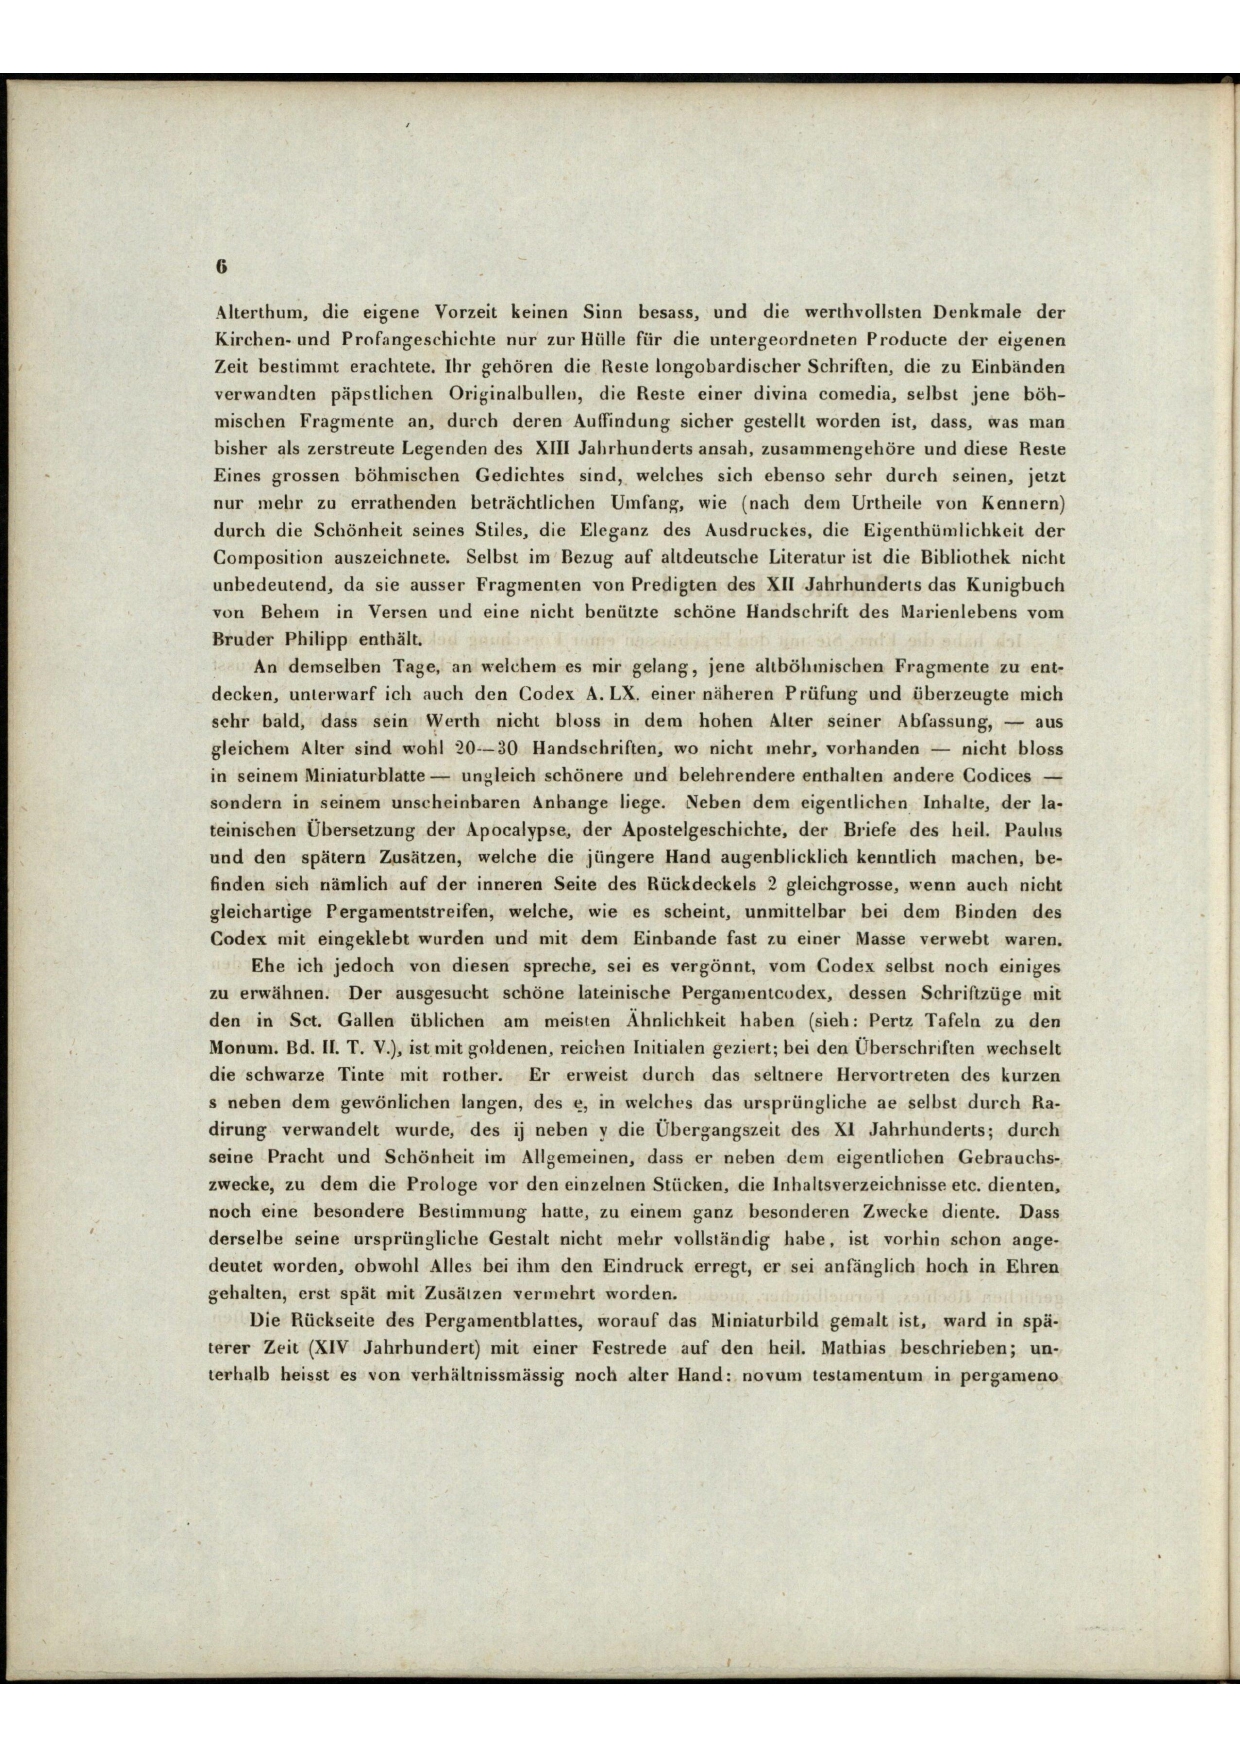 6
Alterthum, die eigene Vorzeit keinen Sinn besass, und die werthvollsten Denkmale der
Kirchen- und Profangeschichte nur zur Hülle für die untergeordneten Producte der eigenen
Zeit bestimmt erachtete. Ihr gehören die Reste longobardischer Schriften, die zu Einbänden
verwandten päpstlichen Originalbullen, die Reste einer divina comedia, selbst jene böh-
mischen Fragmente an, durch deren Auffindung sicher gestellt worden ist, dass, was man
bisher als zerstreute Legenden des XIII Jahrhunderts ansah, zusammengehöre und diese Reste
Eines grossen böhmischen Gedichtes sind, welches sich ebenso sehr durch seinen, jetzt
nur mehr zu errathenden beträchtlichen Umfang, wie (nach dem Urtheile von Kennern)
durch die Schönheit seines Stiles, die Eleganz des Ausdruckes, die Eigenthümlichkeit der
Composition auszeichnete. Selbst im Bezug auf altdeutsche Literatur ist die Bibliothek nicht
unbedeutend, da sie ausser Fragmenten von Predigten des XII Jahrhunderts das Kunigbuch
von Behem in Versen und eine nicht benützte schöne Handschrift des Marienlebens vom
Bruder Philipp enthält.
An demselben Tage, an welchem es mir gelang, jene altböhmischen Fragmente zu ent-
decken, unterwarf ich auch den Codex A. LX. einer näheren Prüfung und überzeugte mich
sehr bald, dass sein Werth nicht bloss in dem hohen Alter seiner Abfassung, — aus
gleichem Alter sind wohl 20—30 Handschriften, wo nicht mehr, vorhanden — nicht bloss
in seinem Miniaturblatte — ungleich schönere und belehrendere enthalten andere Codices —
sondern in seinem unscheinbaren Anhange liege. Neben dem eigentlichen Inhalte, der la-
teinischen Übersetzung der Apocalypse, der Apostelgeschichte, der Briefe des heil. Paulus
und den spätern Zusätzen, welche die jüngere Hand augenblicklich kenntlich machen, be-
finden sich nämlich auf der inneren Seite des Rückdeckels 2 gleichgrosse, wenn auch nicht
gleichartige Pergamentstreifen, welche, wie es scheint, unmittelbar bei dem Binden des
Codex mit eingeklebt wurden und mit dem Einbande fast zu einer Masse verwebt waren.
Ehe ich jedoch von diesen spreche, sei es vergönnt, vom Codex selbst noch einiges
zu erwähnen. Der ausgesucht schöne lateinische Pergamentcodex, dessen Schriftzüge mit
den in Sct. Gallen üblichen am meisten Ähnlichkeit haben (sieh: Pertz Tafeln zu den
Monum. Bd. II. T. V.), ist mit goldenen, reichen Initialen geziert; bei den Überschriften wechselt
die schwarze Tinte mit rother. Er erweist durch das seltnere Hervortreten des kurzen
s neben dem gewönlichen langen, des ę, in welches das ursprüngliche ae selbst durch Ra-
dirung verwandelt wurde, des ij neben y die Übergangszeit des XI Jahrhunderts; durch
seine Pracht und Schönheit im Allgemeinen, dass er neben dem eigentlichen Gebrauchs-
zwecke, zu dem die Prologe vor den einzelnen Stücken, die Inhaltsverzeichnisse etc. dienten,
noch eine besondere Bestimmung hatte, zu einem ganz besonderen Zwecke diente. Dass
derselbe seine ursprüngliche Gestalt nicht mehr vollständig habe, ist vorhin schon ange-
deutet worden, obwohl Alles bei ihm den Eindruck erregt, er sei anfänglich hoch in Ehren
gehalten, erst spät mit Zusätzen vermehrt worden.
Die Rückseite des Pergamentblattes, worauf das Miniaturbild gemalt ist, ward in spä-
terer Zeit (XIV Jahrhundert) mit einer Festrede auf den heil. Mathias beschrieben; un-
terhalb heisst es von verhältnissmässig noch alter Hand: novum testamentum in pergameno